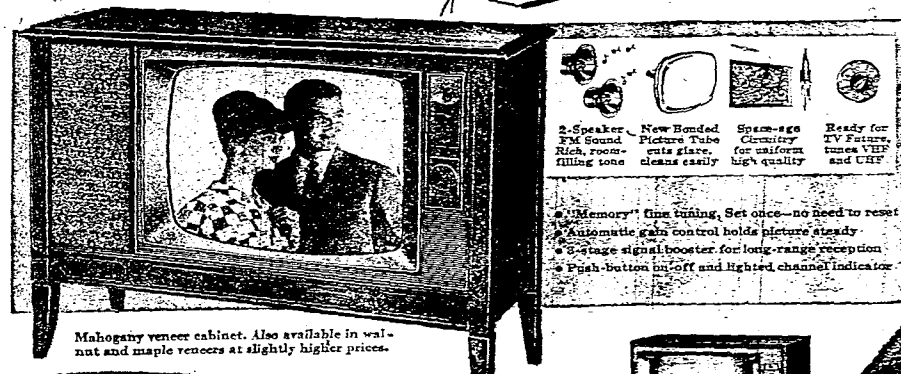 2-Speaker
FM Sound
Rich, room-
filling tone
New Bonded
Picture Tube
cuts glare,
cleans easily
Space-age
Circuitry
for uniform
high quality
Ready for
TV Future,
tunes VHF
and UHF
• "Memory" fine tuning, Set once—no need to reset
• Automatic gain control holds picture steady
• 3-stage signal booster for long-range reception
• Push-button on-off and lighted channel indicator
Mahogany veneer cabinet. Also available in wal-
nut and maple veneers at slightly higher prices.